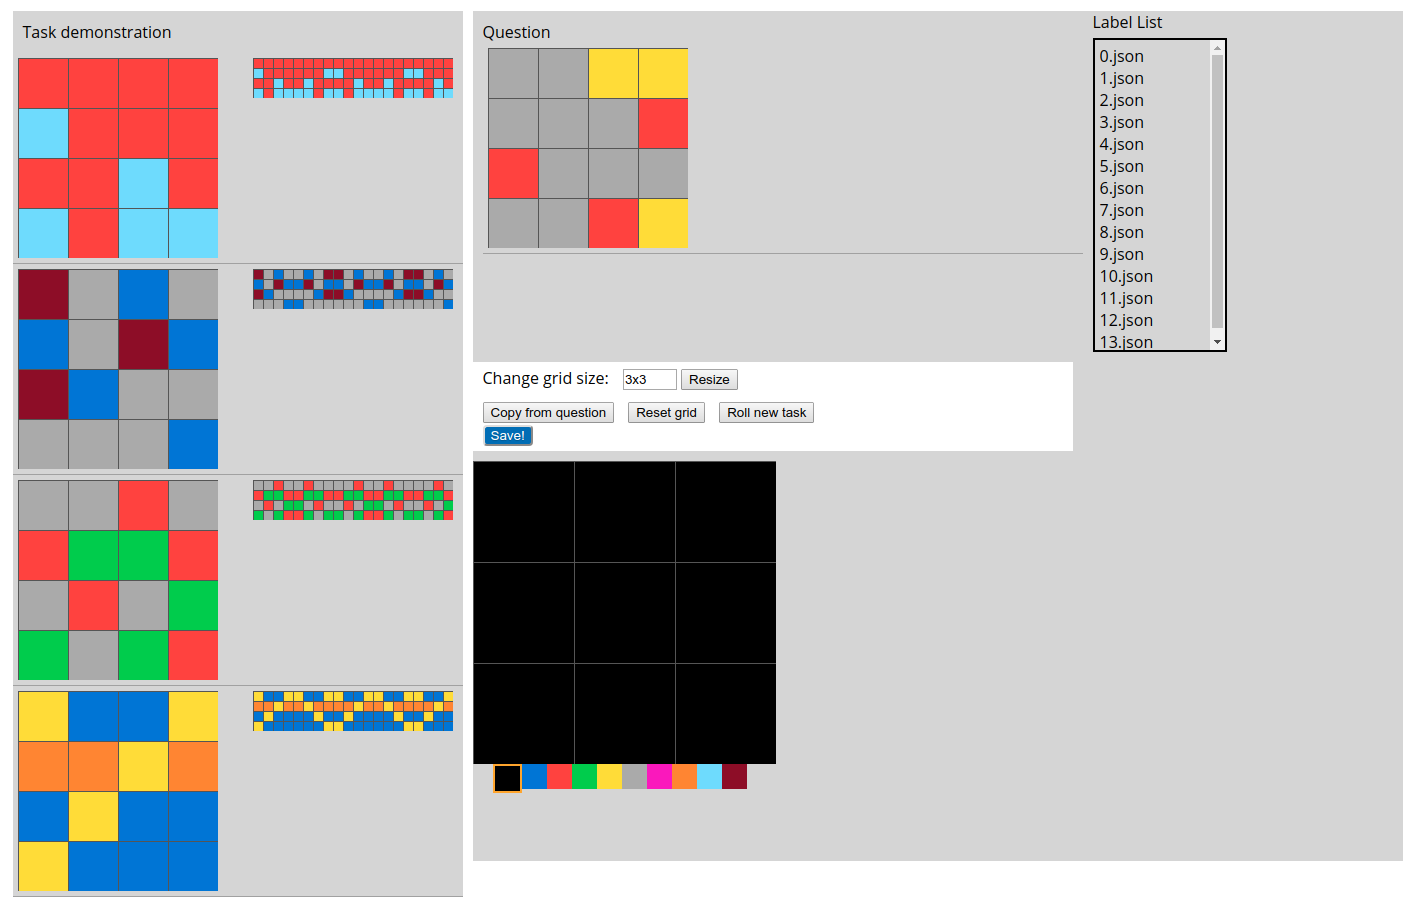 Task demonstration
Question
Label List
0.json
1.json
2.json
3.json
4.json
5.json
6.json
7.json
8.json
9.json
10.json
11.json
12.json
13.json
Change grid size: 3x3 Resize
Copy from question Reset grid Roll new task
Save!